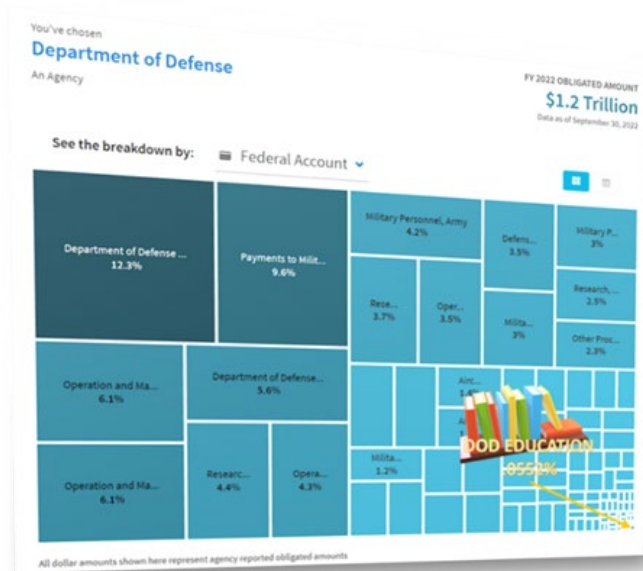 You've chosen
Department of Defense
An Agency
FY 2022 OBLIGATED AMOUNT
$1.2 Trillion
Data as of September 30, 2022
See the breakdown by:
Federal Account
Department of Defense ...
12.3%
Payments to Milit...
9.6%
Military Personnel, Army
4.2%
Defens...
3.5%
Military P...
3%
Research, ...
2.5%
Rese...
3.7%
Oper...
3.5%
Milita...
3%
Other Proc...
2.3%
Operation and Ma...
6.1%
Department of Defense...
5.6%
Operation and Ma...
6.1%
Researc...
4.4%
Opera...
4.3%
Airc...
Milita...
1.2%
DOD EDUCATION
0552%
All dollar amounts shown here represent agency reported obligated amounts